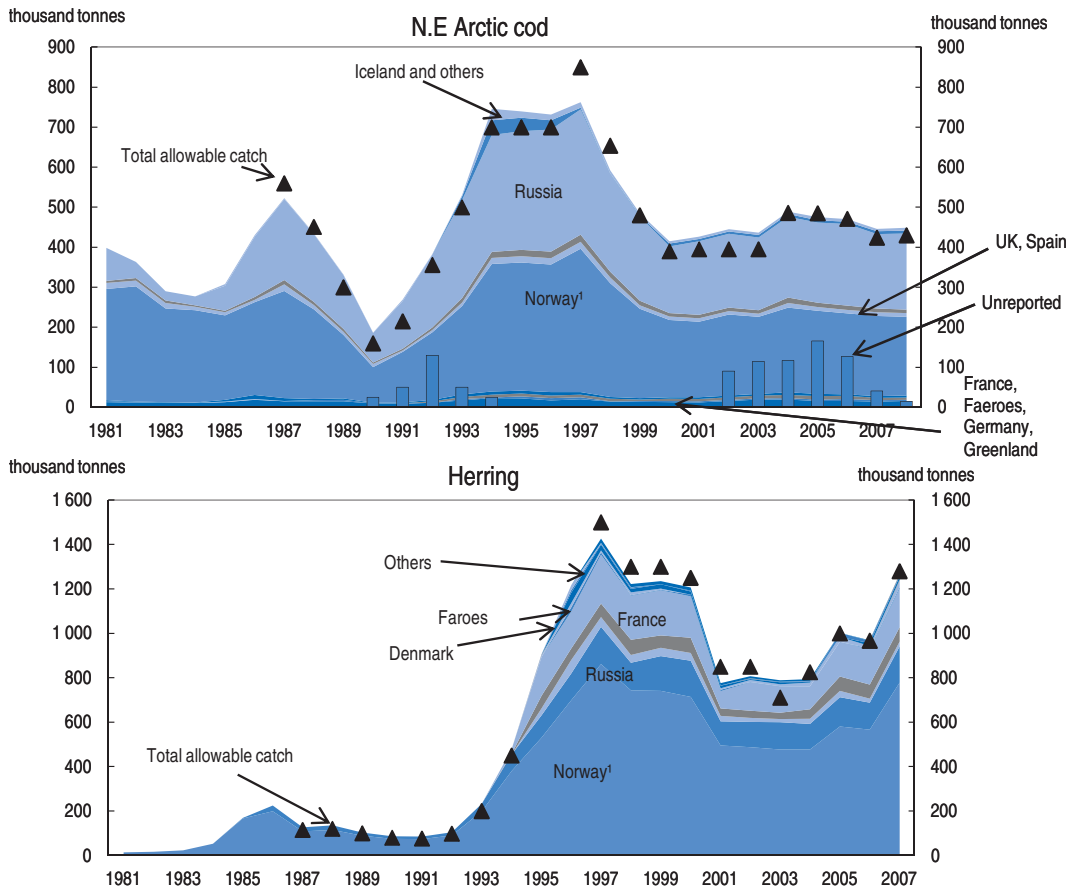 thousand tonnes
N.E Arctic cod
thousand tonnes
900
900
800
800
700
700
600
600
500
500
400
400
300
300
200
200
100
100
0
0
Iceland and others
Total allowable catch
Russia
Norway¹
UK, Spain
Unreported
France,
Faeroes,
Germany,
Greenland
1981 1983 1985 1987 1989 1991 1993 1995 1997 1999 2001 2003 2005 2007
thousand tonnes
Herring
thousand tonnes
1 600
1 600
1 400
1 400
1 200
1 200
1 000
1 000
800
800
600
600
400
400
200
200
0
0
Others
Faroes
Denmark
France
Russia
Total allowable catch
Norway¹
1981 1983 1985 1987 1989 1991 1993 1995 1997 1999 2001 2003 2005 2007